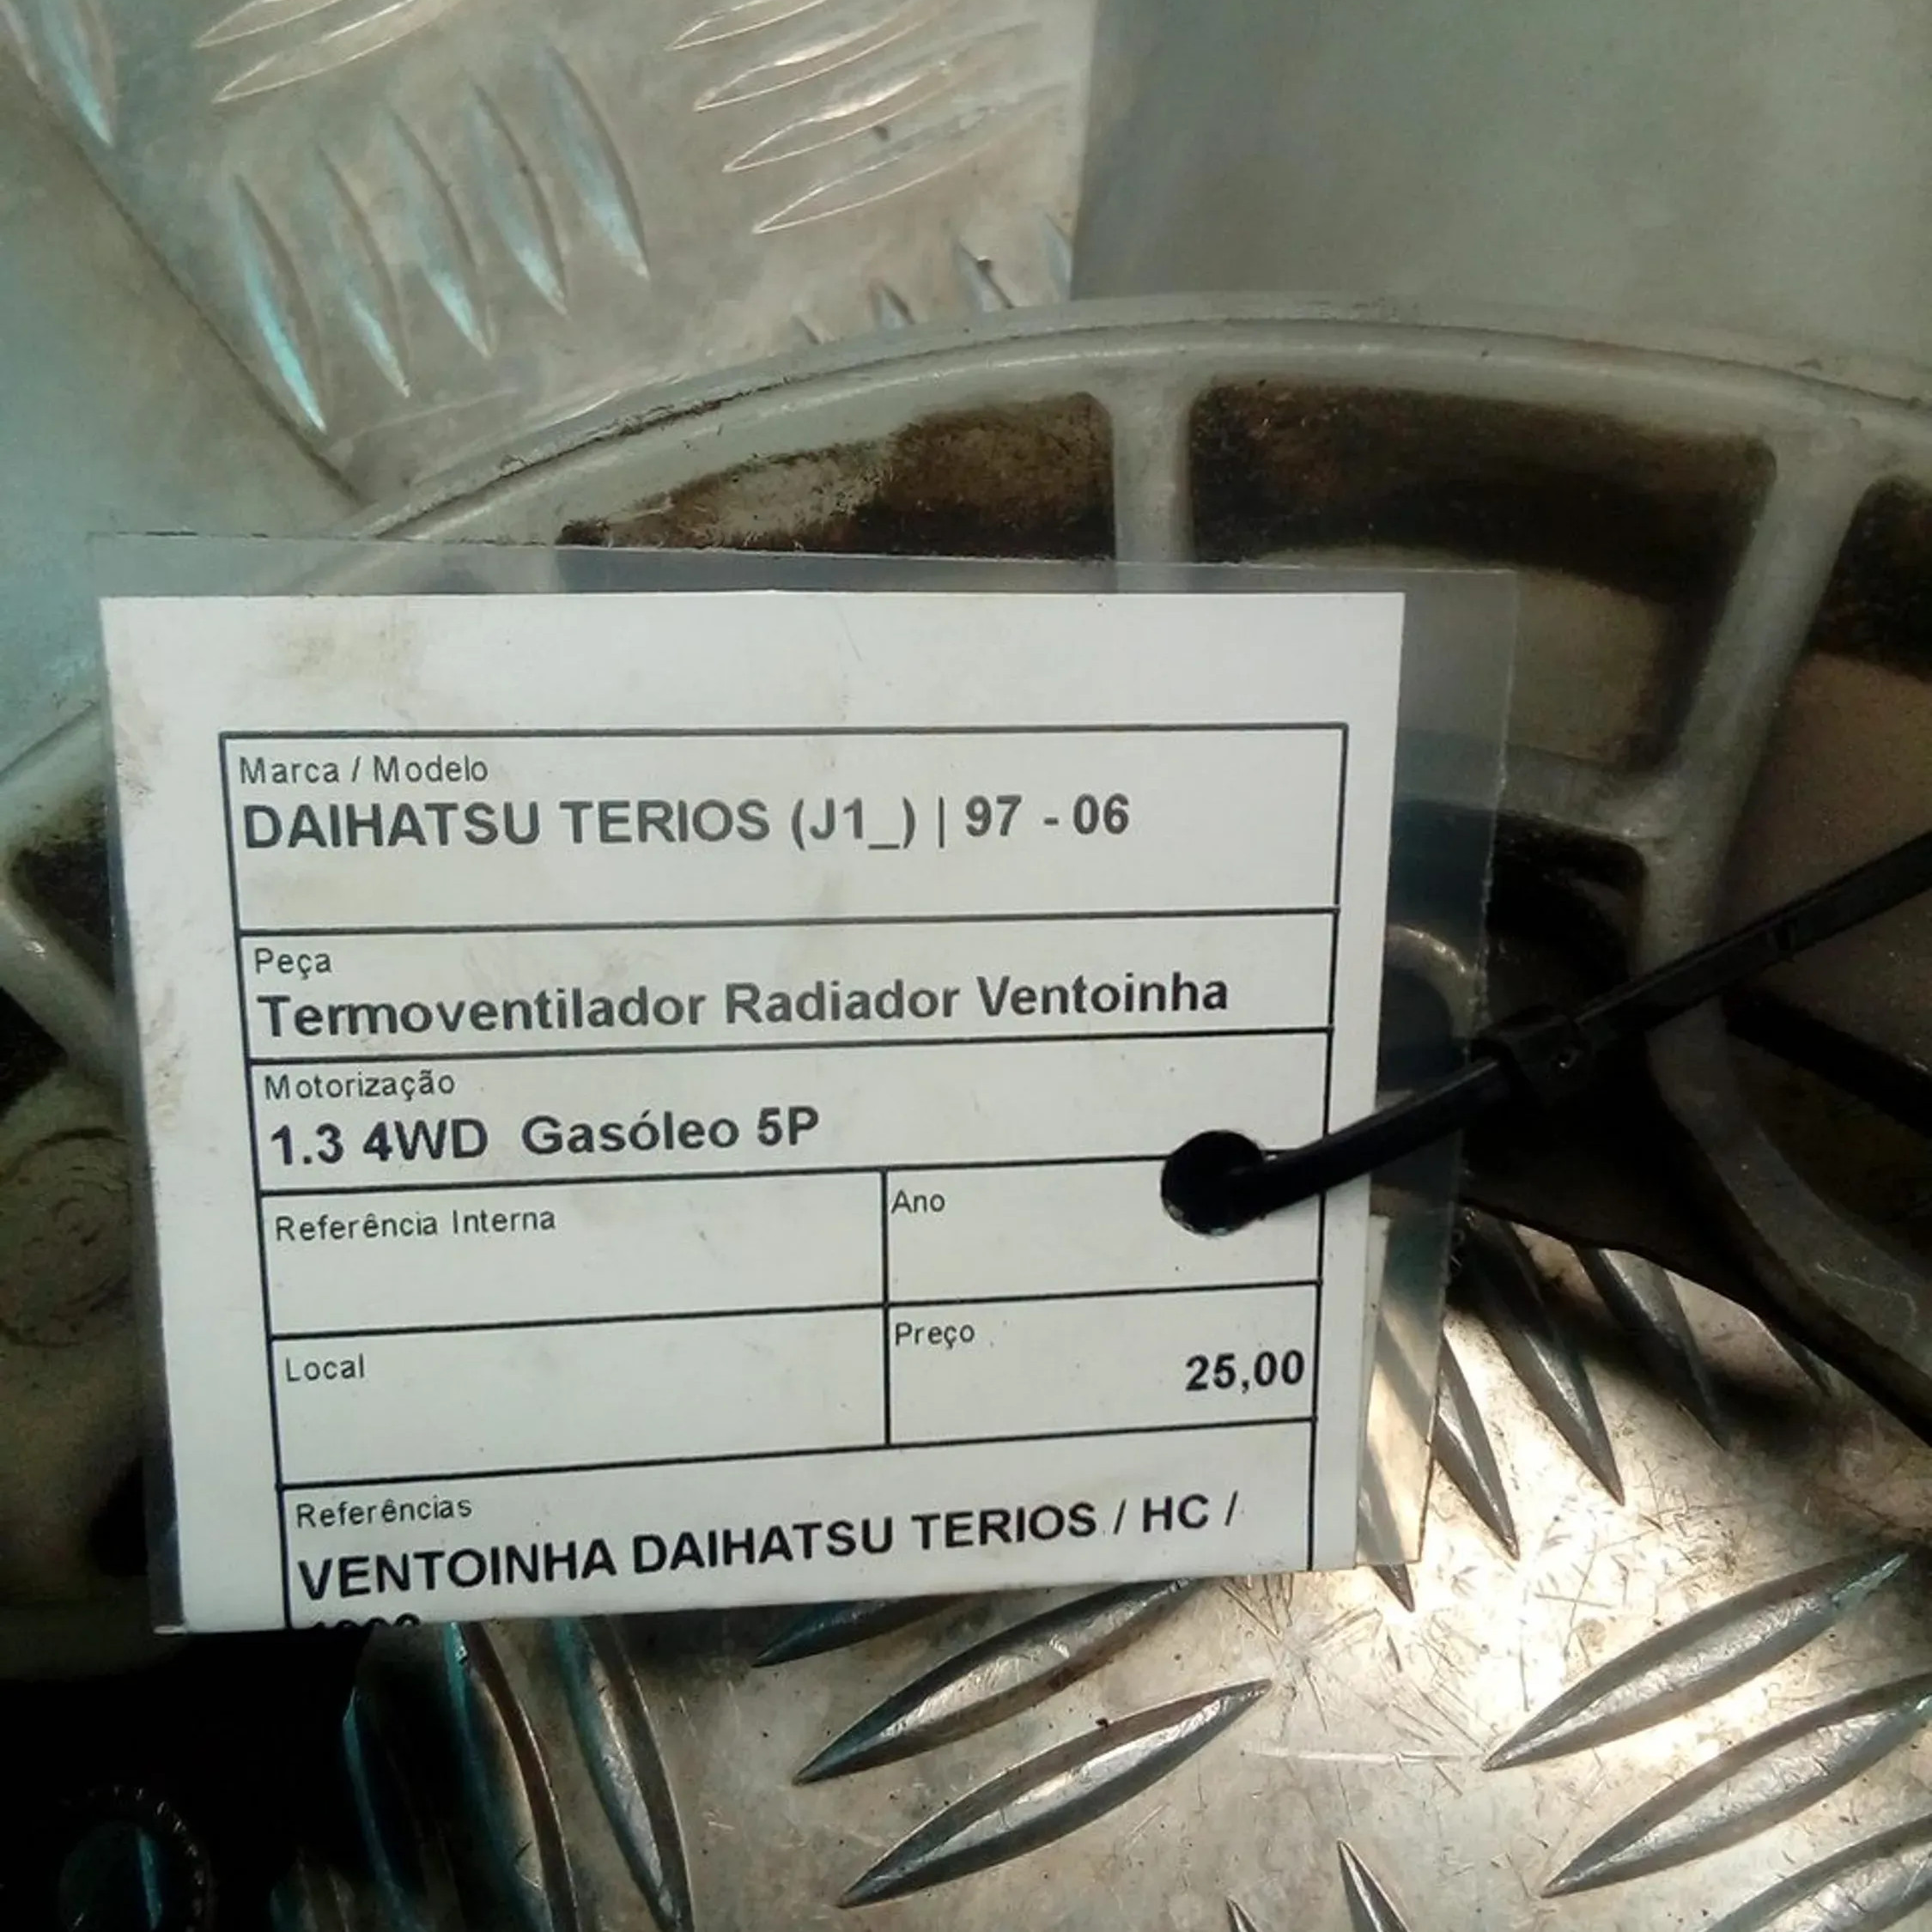 Marca / Modelo
DAIHATSU TERIOS (J1_) | 97 - 06
Peça
Termoventilador Radiador Ventoinha
Motorização
1.3 4WD Gasóleo 5P
Referência Interna
Ano
Local
Preço
25,00
Referências
VENTOINHA DAIHATSU TERIOS / HC /